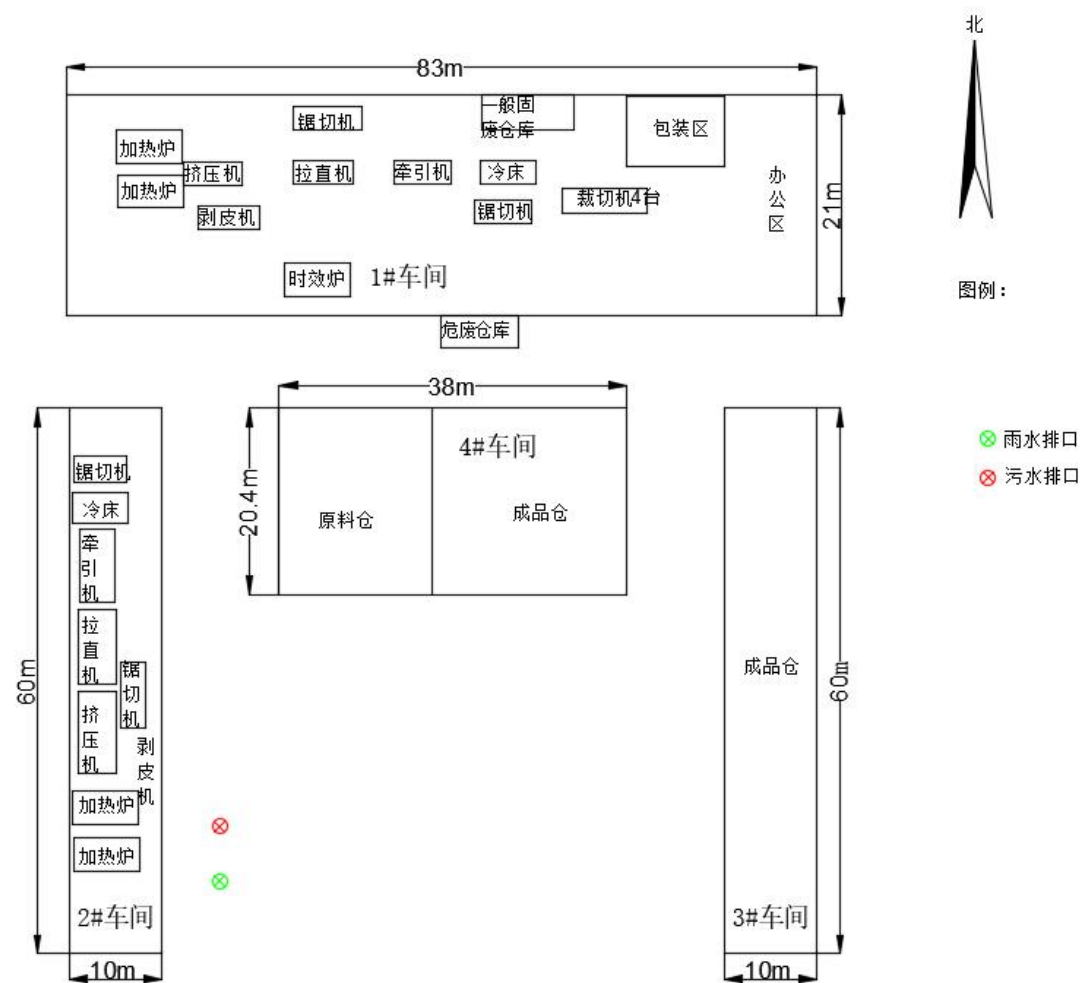 北
83m
锯切机
一般固
废仓库
包装区
加热炉
挤压机
拉直机
牵引机
冷床
加热炉
裁切机4台
办
公
区
21m
剥皮机
锯切机
时效炉
1#车间
图例：
危废仓库
38m
4#车间
20.4m
原料仓
成品仓
雨水排口
污水排口
锯切机
冷床
牵
引
机
拉
直
机
锯
切
机
挤
压
机
剥
皮
机
加热炉
加热炉
60m
2#车间
10m
成品仓
60m
3#车间
10m